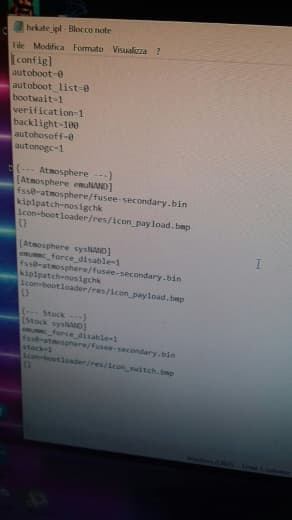 hekate_ipl - Blocco note
File Modifica Formato Visualizza ?
[config]
autoboot=0
autoboot_list=0
bootwait=1
verification=1
backlight=100
autohosoff=0
autonogc=1
{--- Atmosphere ---}
[Atmosphere emuNAND]
fss0=atmosphere/fusee-secondary.bin
kip1patch=nosigchk
icon=bootloader/res/icon_payload.bmp
{}
[Atmosphere sysNAND]
emummc_force_disable=1
fss0=atmosphere/fusee-secondary.bin
kip1patch=nosigchk
icon=bootloader/res/icon_payload.bmp
{}
{--- Stock ---}
[Stock sysNAND]
emummc_force_disable=1
fss0=atmosphere/fusee-secondary.bin
stock=1
icon=bootloader/res/icon_switch.bmp
{}